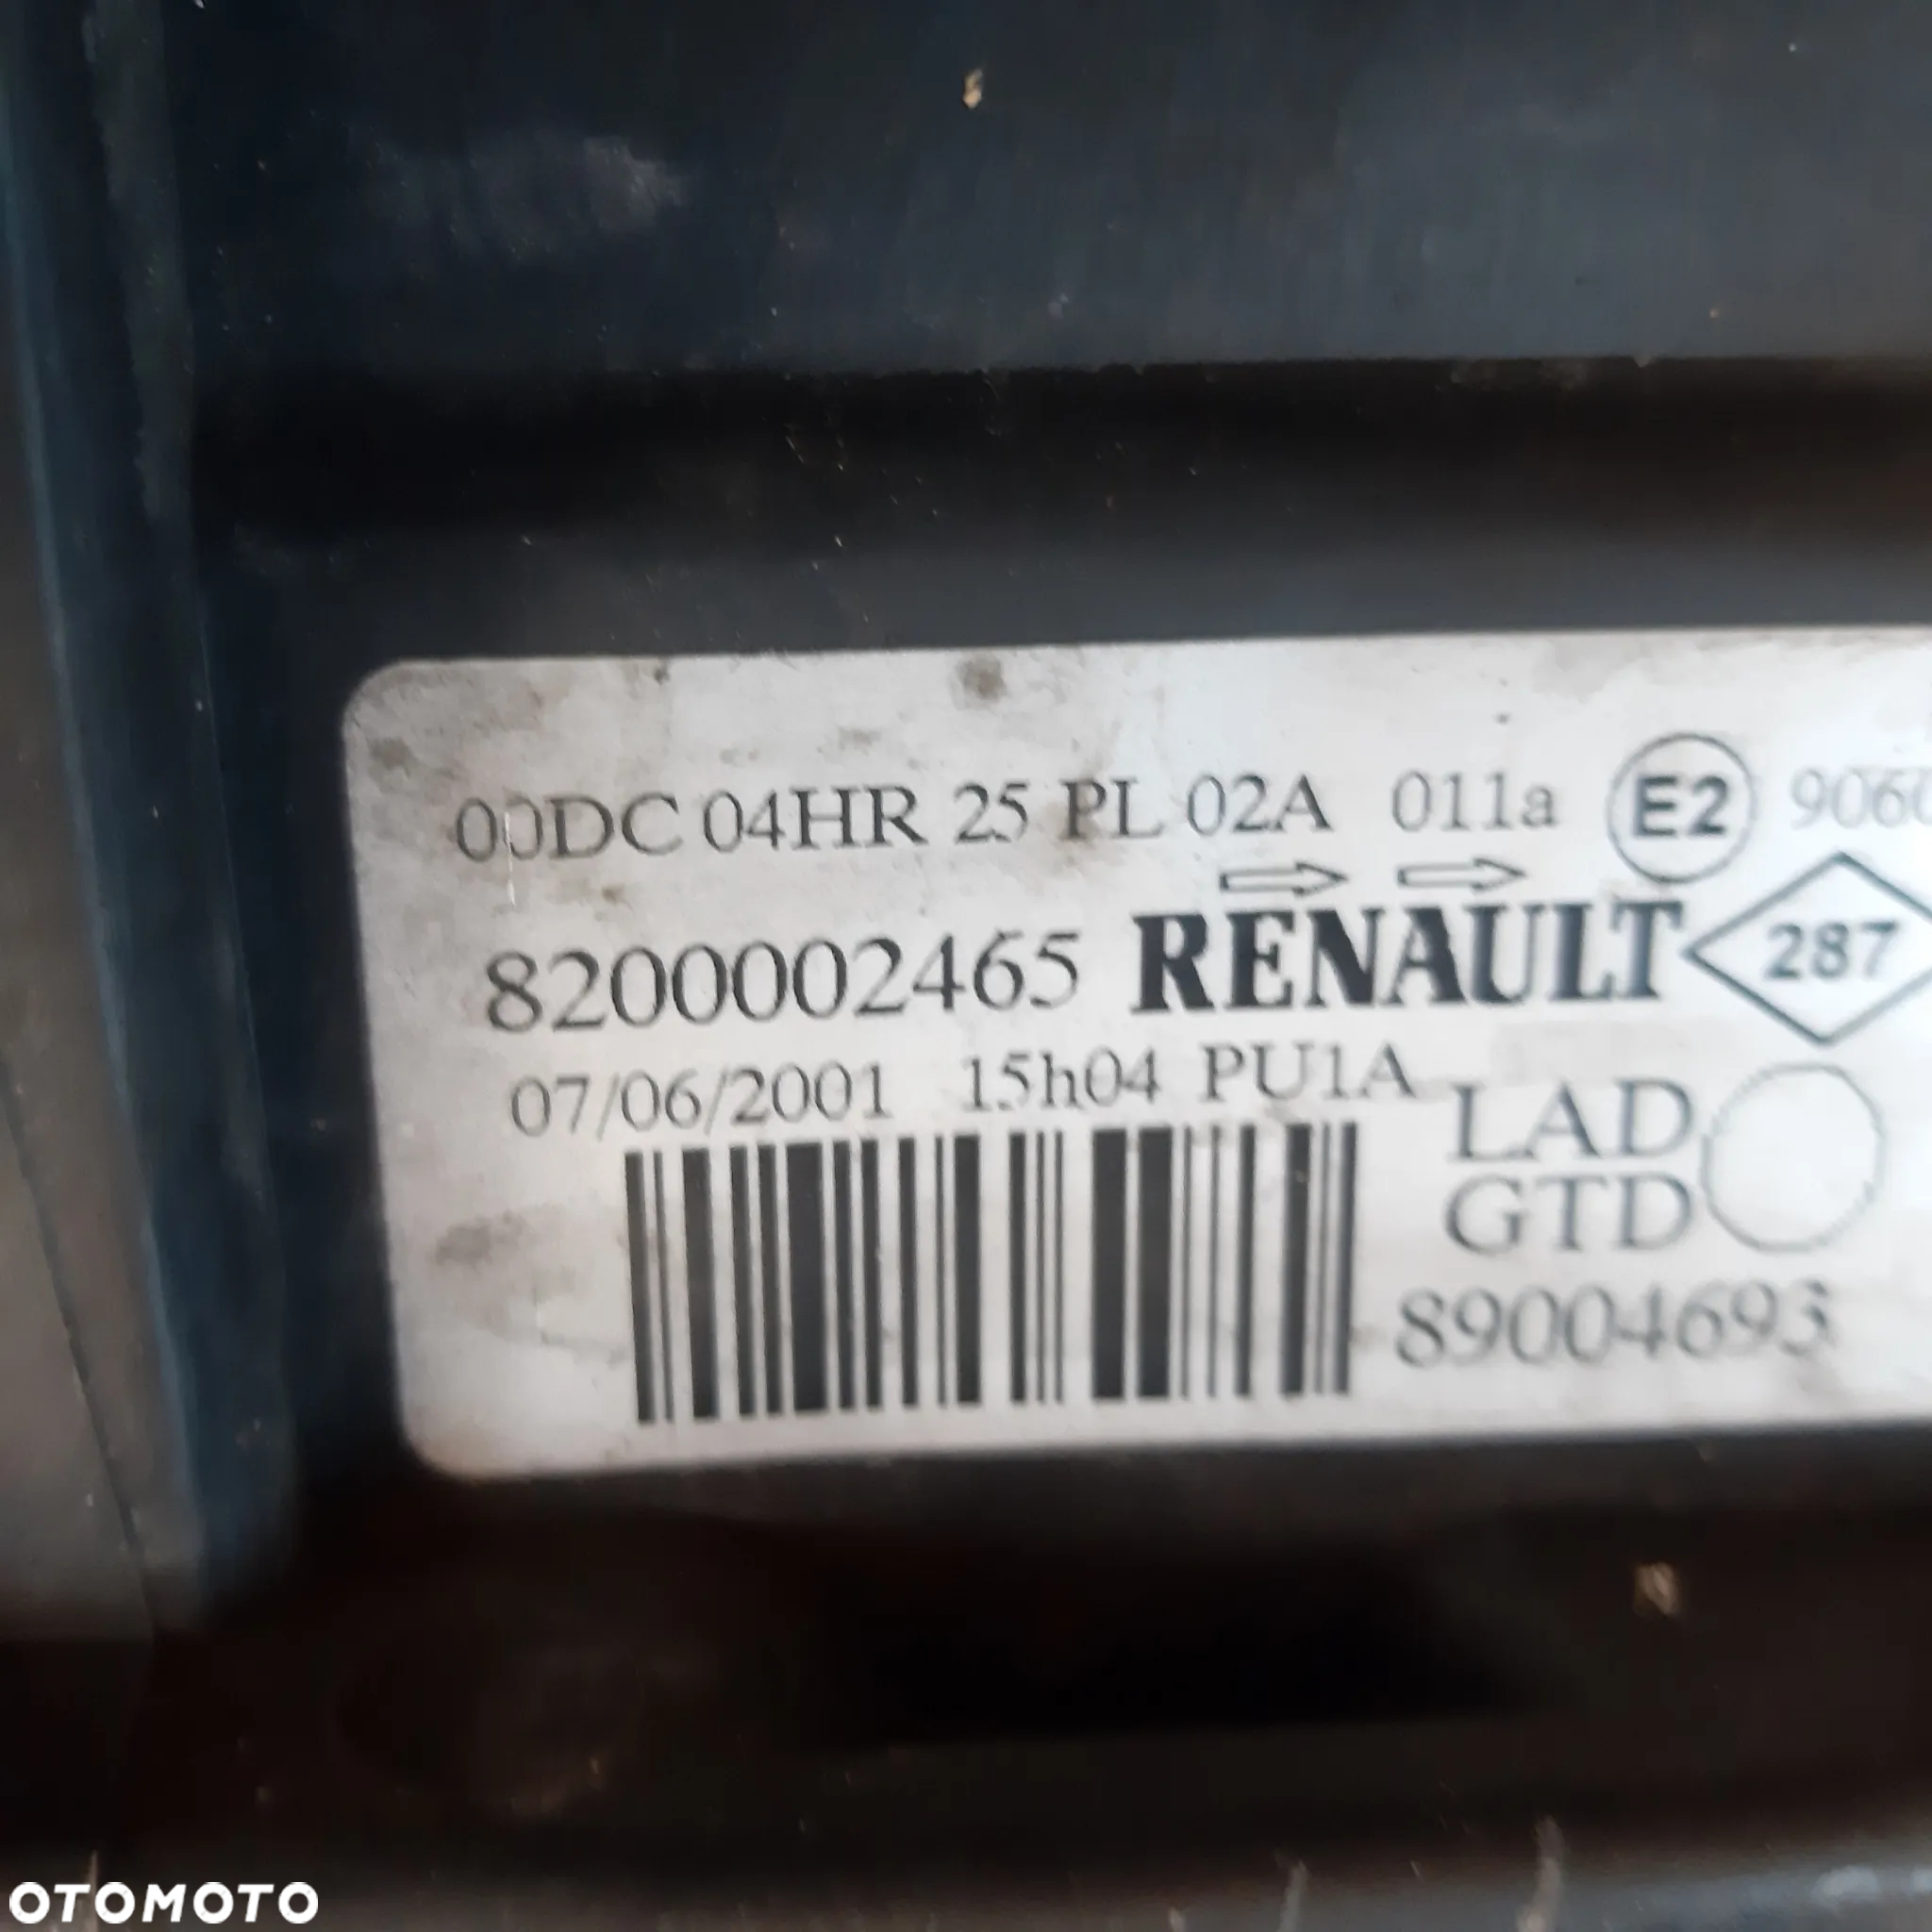 00DC 04HR 25 PL 02A 011a E2 9060
8200002465 RENAULT 287
07/06/2001 15h04 PU1A
LAD
GTD
89004693
OTOMOTO